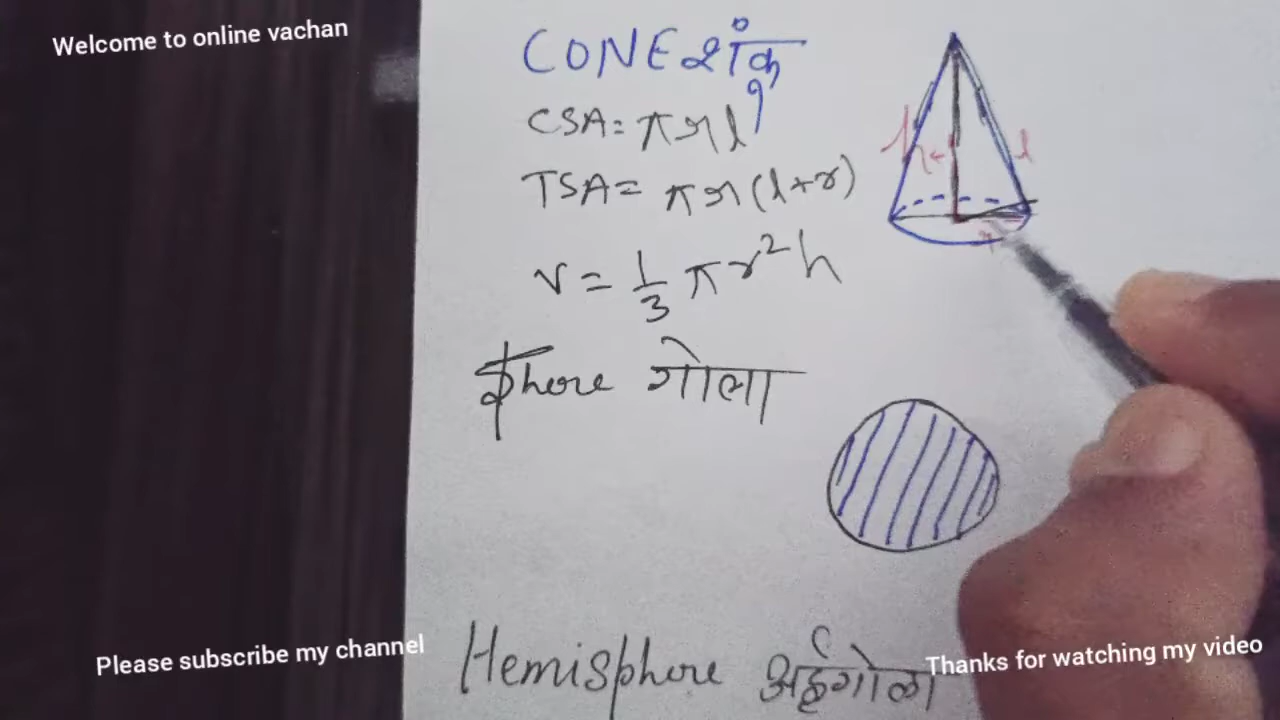 Welcome to online vachan
CONE शंकु
CSA = πrl
TSA = πr(l+r)
V = 1/3 πr²h
h
l
r
Sphere गोला
Hemisphere अर्द्धगोला
Please subscribe my channel
Thanks for watching my video